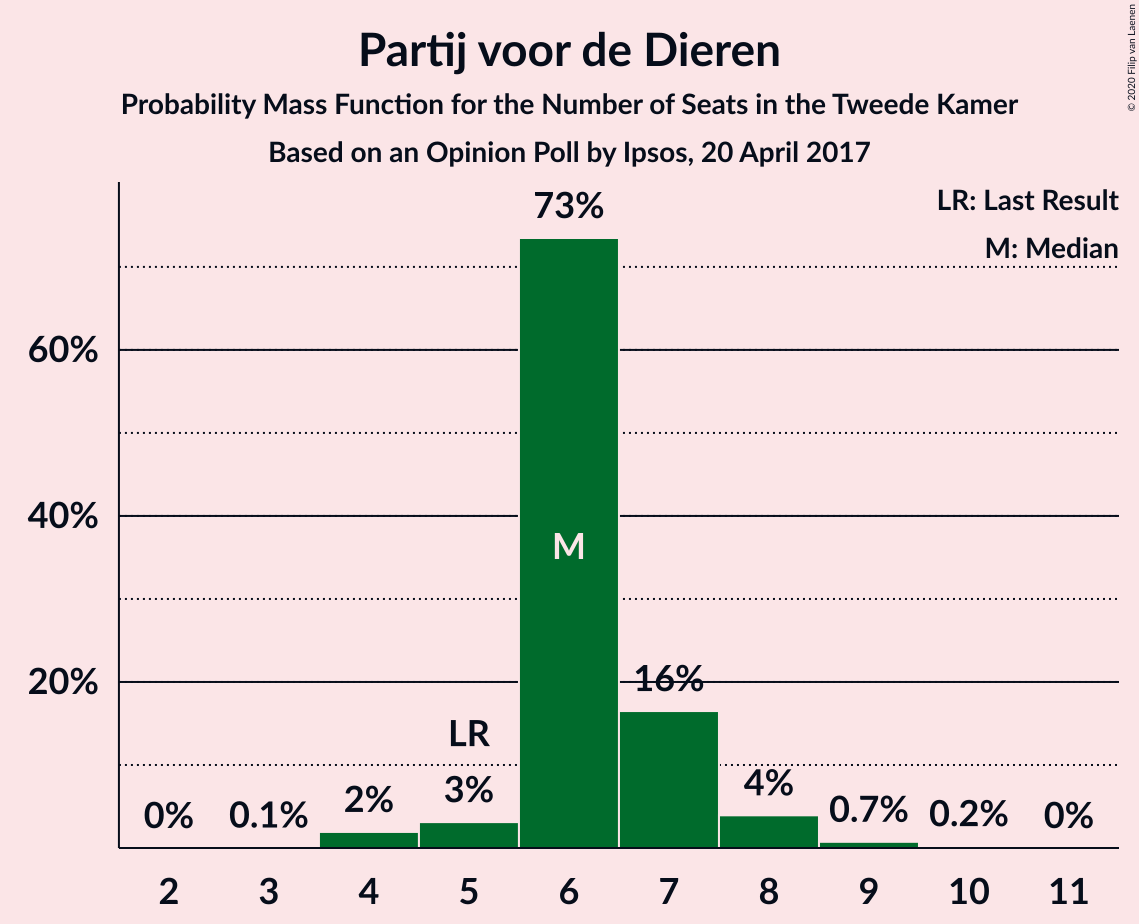 Partij voor de Dieren
Probability Mass Function for the Number of Seats in the Tweede Kamer
Based on an Opinion Poll by Ipsos, 20 April 2017
© 2020 Filip van Laenen
LR: Last Result
M: Median
73%
60%
40%
M
20%
16%
LR
0%
0.1%
2%
3%
4%
0.7%
0.2%
0%
2
3
4
5
6
7
8
9
10
11